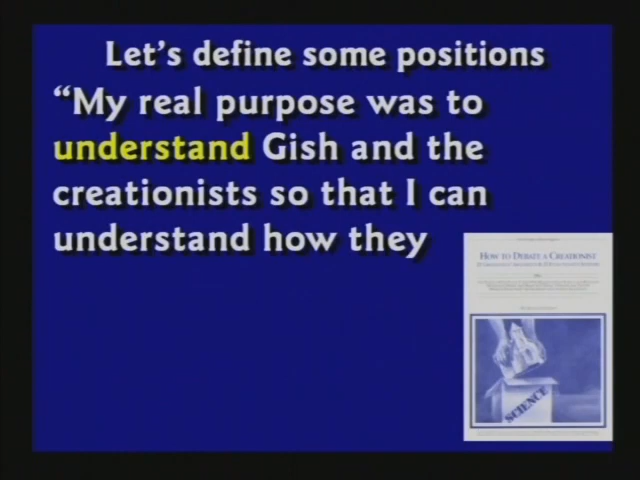 Let's define some positions
“My real purpose was to
understand Gish and the
creationists so that I can
understand how they
HOW TO DEBATE A CREATIONIST
SCIENCE